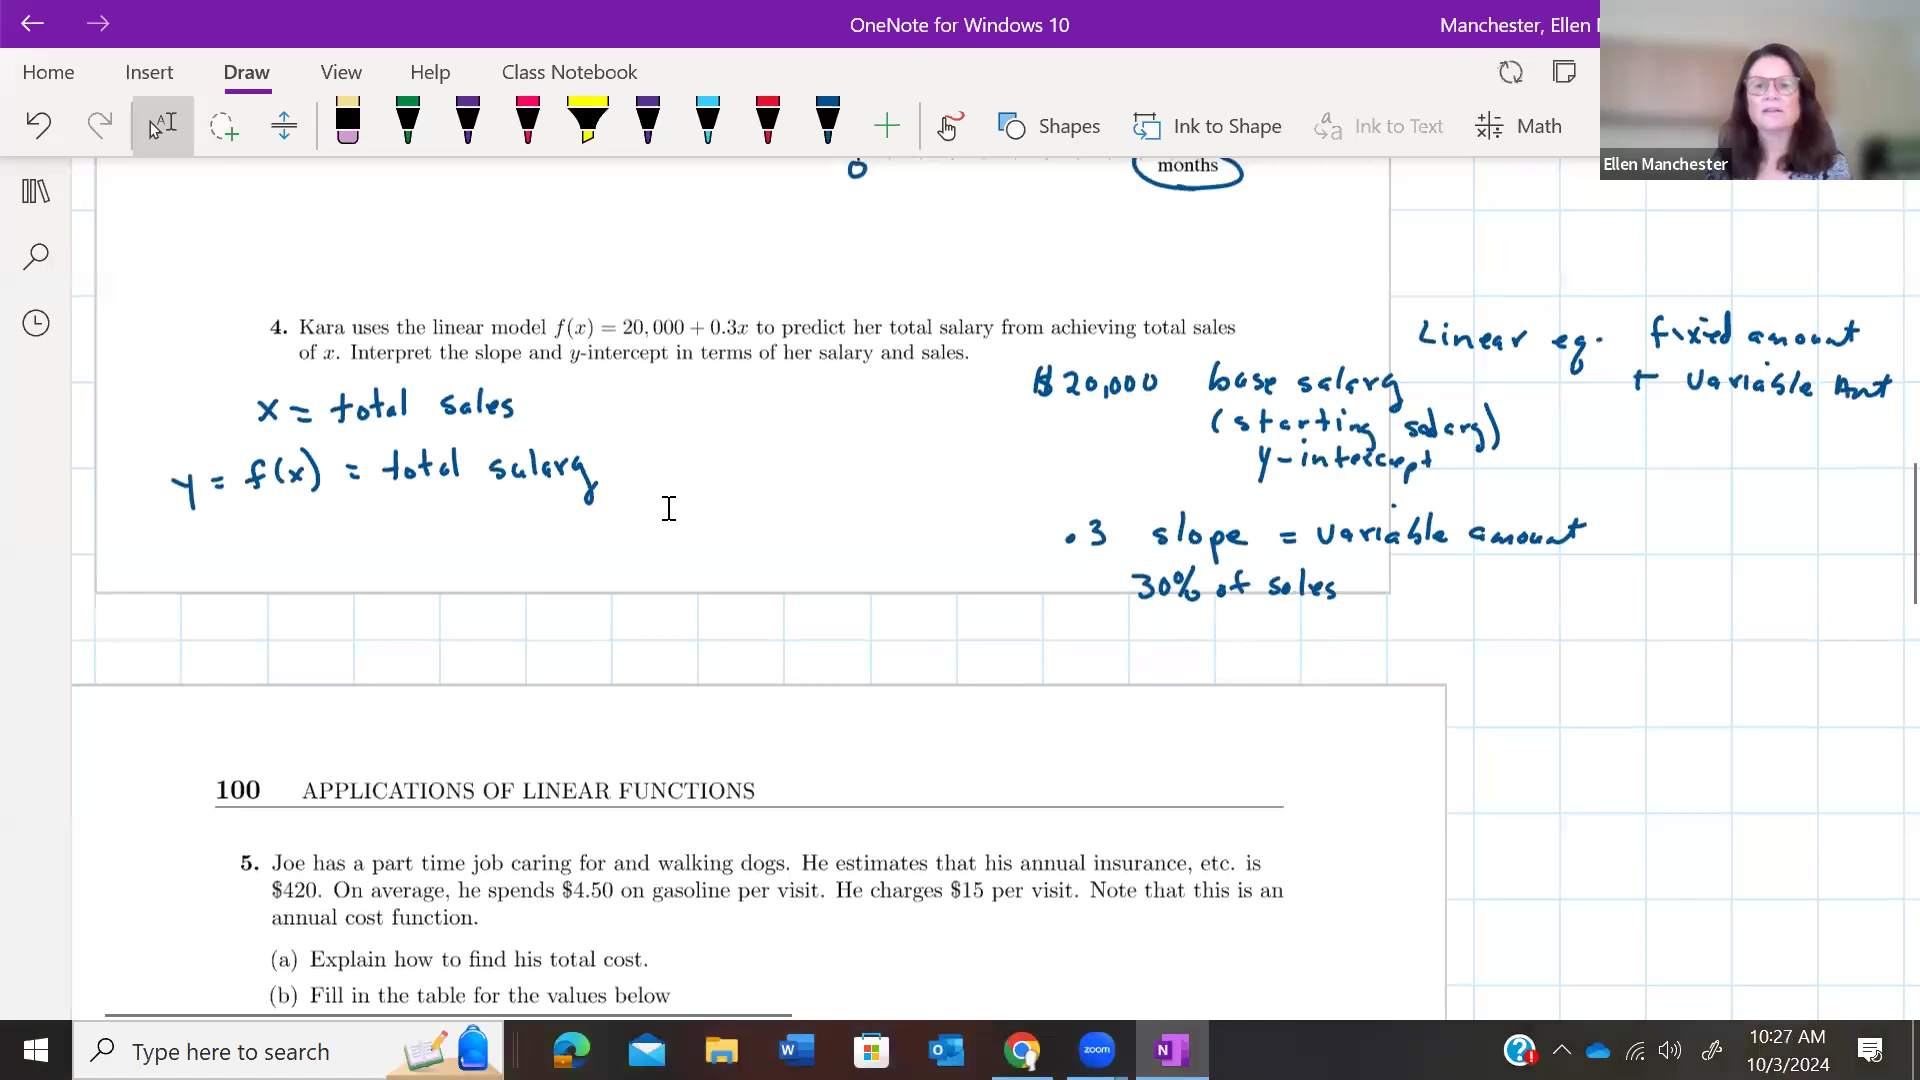 OneNote for Windows 10
Manchester, Ellen
Home Insert Draw View Help Class Notebook
Shapes Ink to Shape Ink to Text Math
Ellen Manchester
months
4. Kara uses the linear model f(x) = 20,000 + 0.3x to predict her total salary from achieving total sales
of x. Interpret the slope and y-intercept in terms of her salary and sales.
x = total sales
y = f(x) = total salary
$20,000 base salary
(starting salary)
y-intercept
.3 slope = variable amount
30% of sales
Linear eq. fixed amount
+ variable Amt
100 APPLICATIONS OF LINEAR FUNCTIONS
5. Joe has a part time job caring for and walking dogs. He estimates that his annual insurance, etc. is
$420. On average, he spends $4.50 on gasoline per visit. He charges $15 per visit. Note that this is an
annual cost function.
(a) Explain how to find his total cost.
(b) Fill in the table for the values below
Type here to search
zoom
10:27 AM
10/3/2024